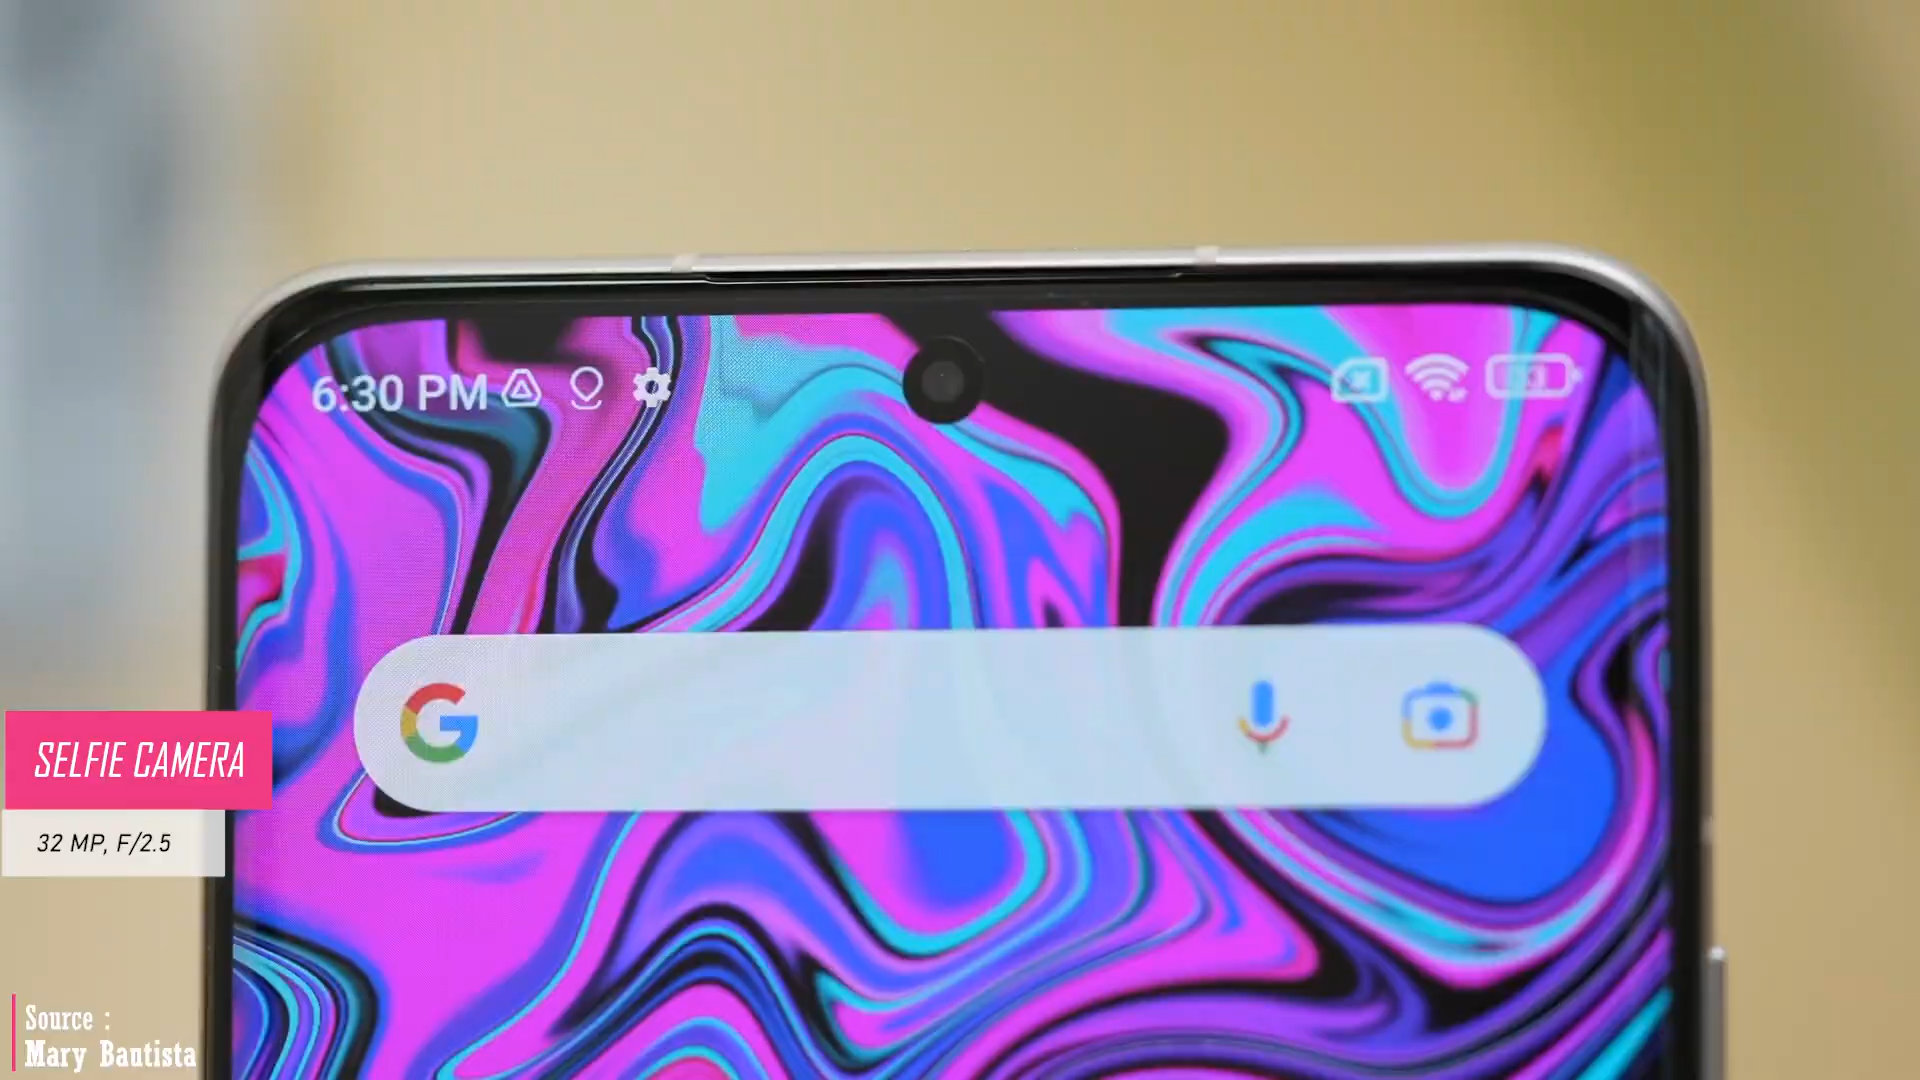 6:30 PM
SELFIE CAMERA
32 MP, F/2.5
Source :
Mary Bautista